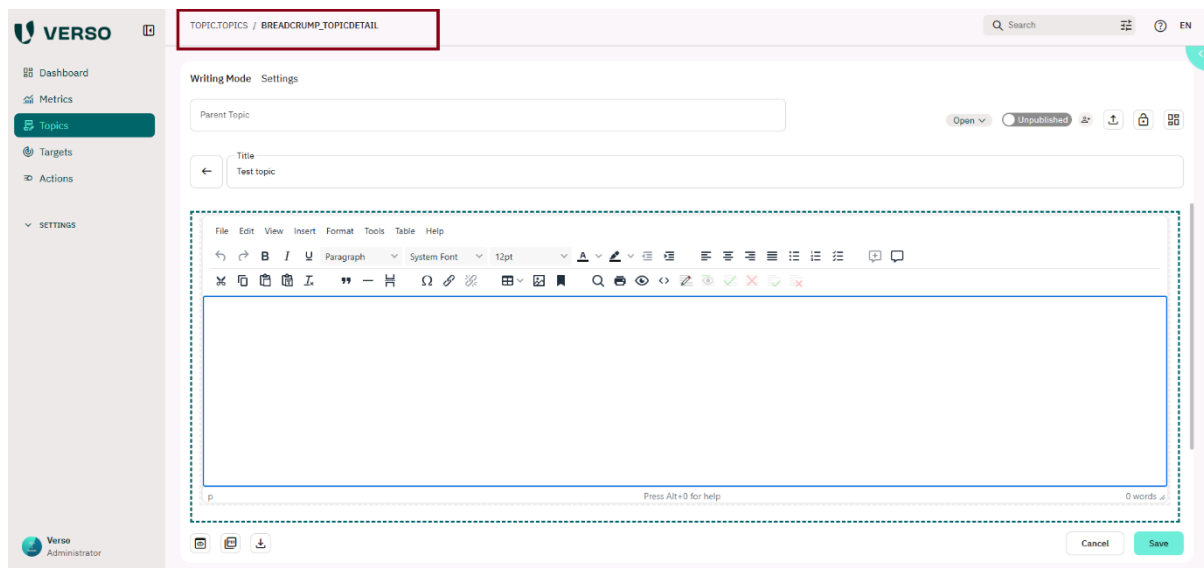 VERSO
TOPIC.TOPICS / BREADCRUMP_TOPICDETAIL
Search
EN
Dashboard
Metrics
Topics
Targets
Actions
SETTINGS
Writing Mode Settings
Parent Topic
Open
Unpublished
Title
Test topic
File Edit View Insert Format Tools Table Help
B I U Paragraph System Font 12pt A
p Press Alt+0 for help 0 words
Verso
Administrator
Cancel Save